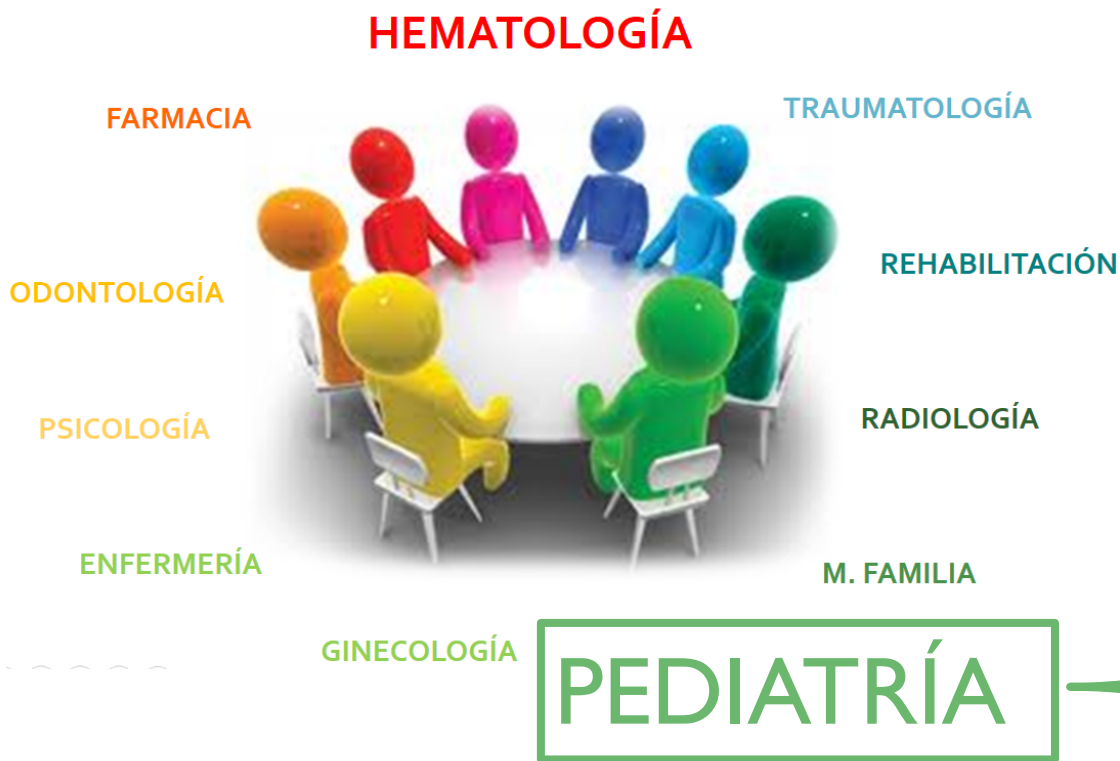 HEMATOLOGÍA
FARMACIA
TRAUMATOLOGÍA
ODONTOLOGÍA
REHABILITACIÓN
PSICOLOGÍA
RADIOLOGÍA
ENFERMERÍA
M. FAMILIA
GINECOLOGÍA
PEDIATRÍA